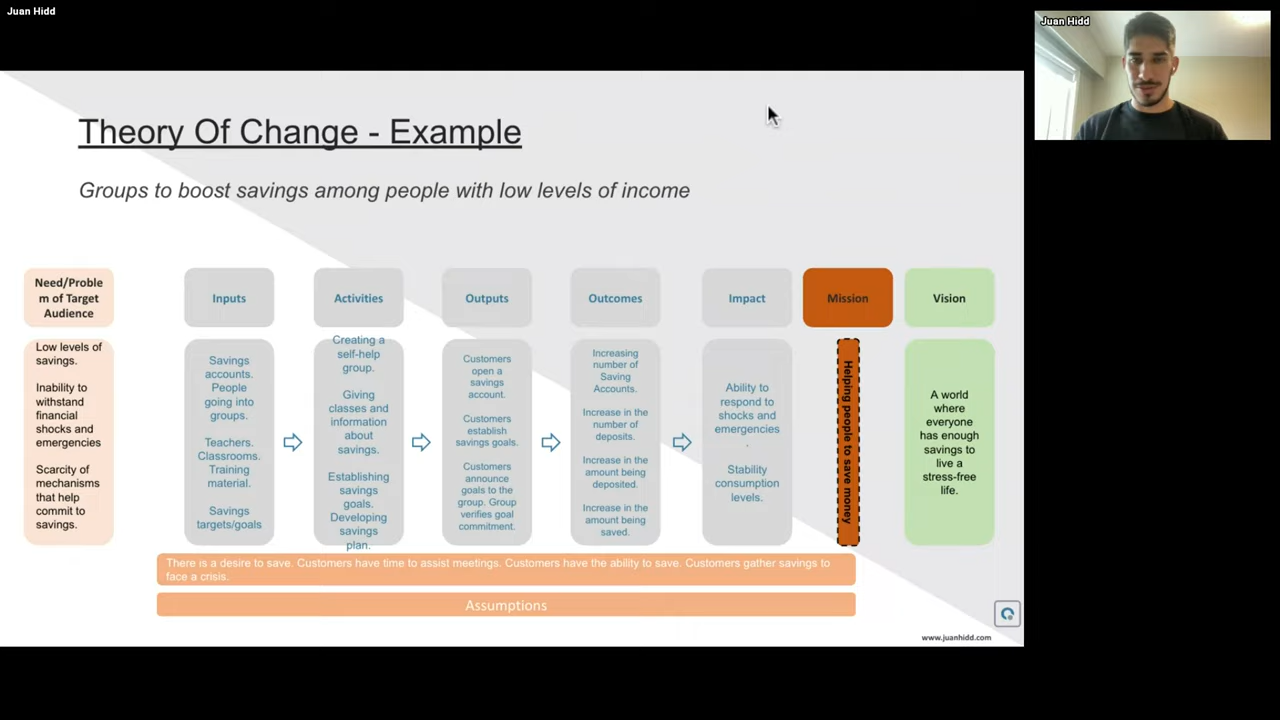 Juan Hidd
Juan Hidd
Theory Of Change - Example
Groups to boost savings among people with low levels of income
Need/Proble
m of Target
Audience
Inputs
Activities
Outputs
Outcomes
Impact
Mission
Vision
Low levels of
savings.
Inability to
withstand
financial
shocks and
emergencies
Scarcity of
mechanisms
that help
commit to
savings.
Savings
accounts.
People
going into
groups.
Teachers.
Classrooms.
Training
material.
Savings
targets/goals
Creating a
self-help
group.
Giving
classes and
information
about
savings.
Establishing
savings
goals.
Developing
savings
plan.
Customers
open a
savings
account.
Customers
establish
savings goals.
Customers
announce
goals to the
group. Group
verifies goal
commitment.
Increasing
number of
Saving
Accounts.
Increase in the
number of
deposits.
Increase in the
amount being
deposited.
Increase in the
amount being
saved.
Ability to
respond to
shocks and
emergencies
.
Stability
consumption
levels.
Helping people to save money
A world
where
everyone
has enough
savings to
live a
stress-free
life.
There is a desire to save. Customers have time to assist meetings. Customers have the ability to save. Customers gather savings to
face a crisis.
Assumptions
www.juanhidd.com